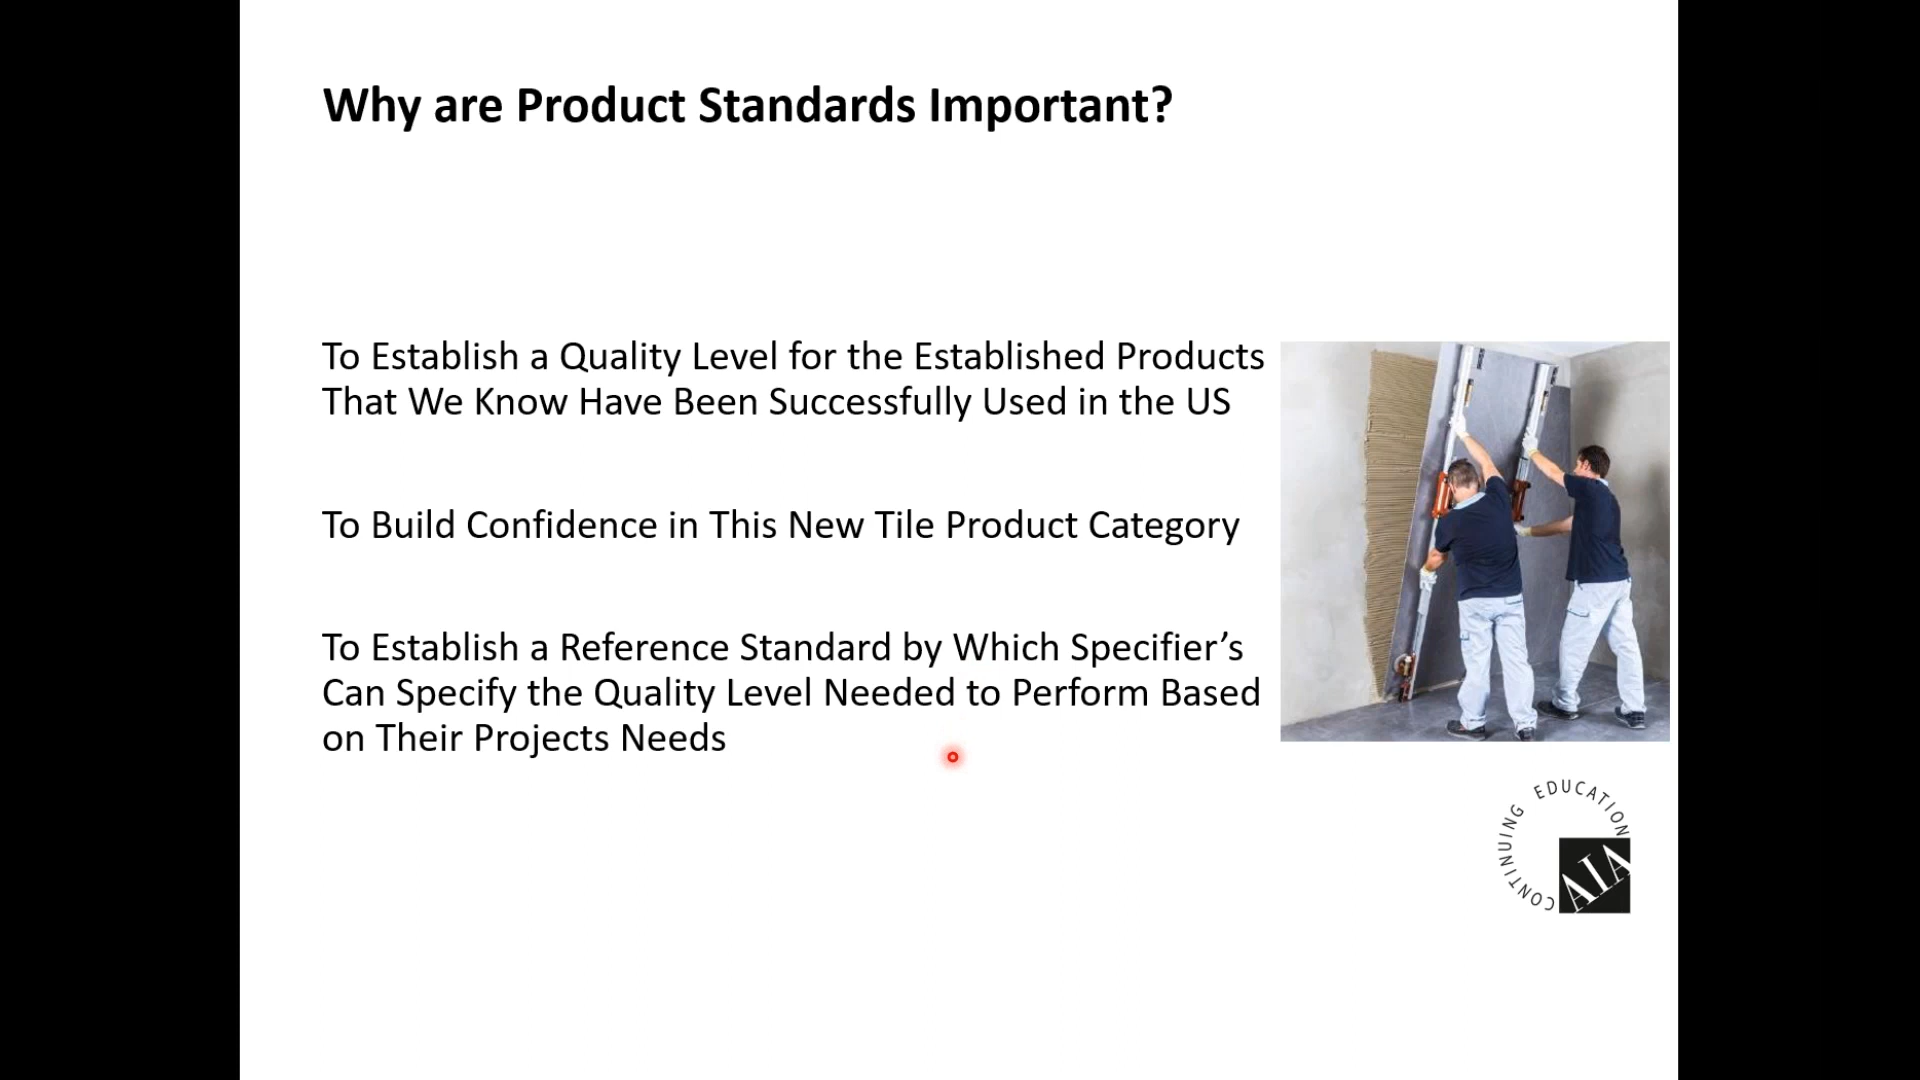 Why are Product Standards Important?
To Establish a Quality Level for the Established Products
That We Know Have Been Successfully Used in the US
To Build Confidence in This New Tile Product Category
To Establish a Reference Standard by Which Specifier’s
Can Specify the Quality Level Needed to Perform Based
on Their Projects Needs
CONTINUING EDUCATION
AIA